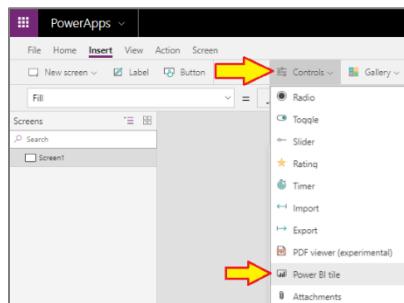 PowerApps
File Home Insert View Action Screen
New screen Label Button Controls Gallery
Fill =
Screens
Search
Screen1
Radio
Toggle
Slider
Rating
Timer
Import
Export
PDF viewer (experimental)
Power BI tile
Attachments